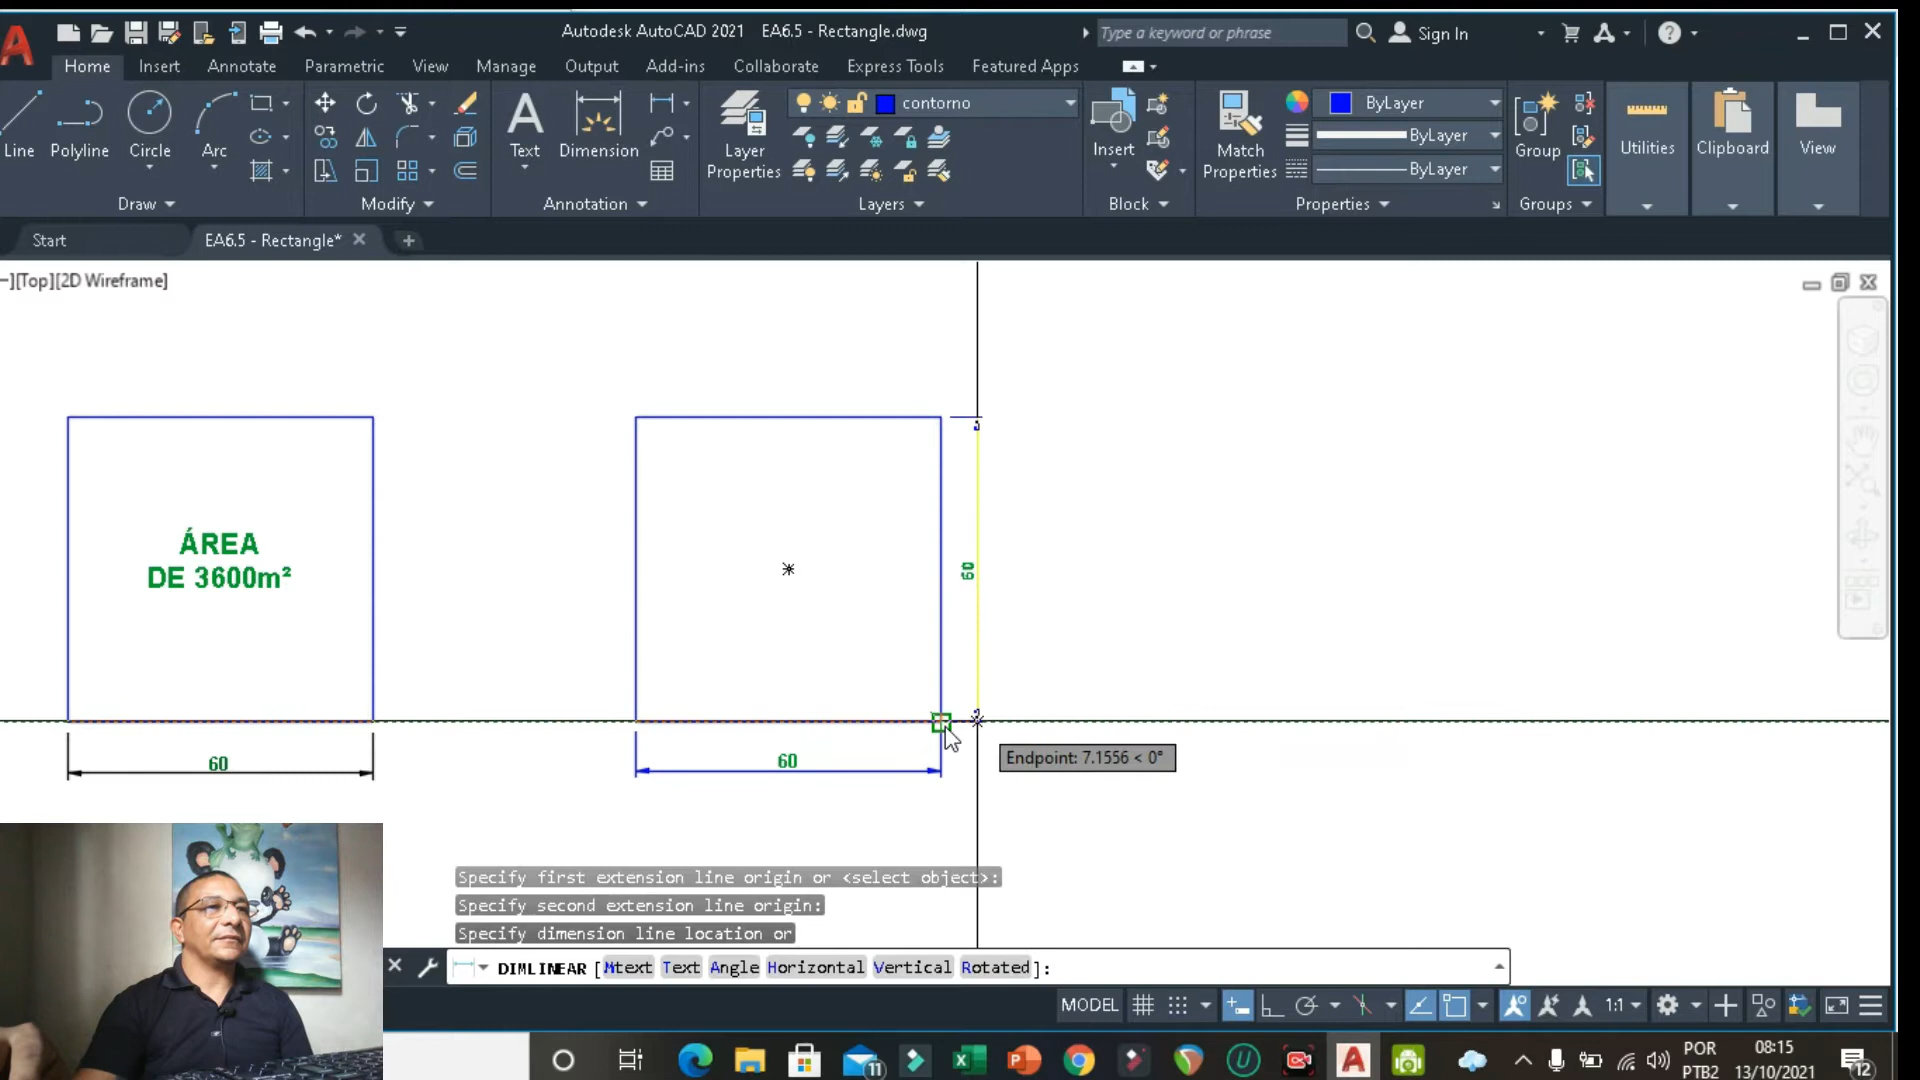 Autodesk AutoCAD 2021 EA6.5 - Rectangle.dwg
Type a keyword or phrase
Sign In
Home Insert Annotate Parametric View Manage Output Add-ins Collaborate Express Tools Featured Apps
contorno
ByLayer
ByLayer
ByLayer
Line Polyline Circle Arc
Text Dimension
Layer
Properties
Insert
Match
Properties
Group
Utilities Clipboard View
Draw Modify Annotation Layers Block Properties Groups
Start EA6.5 - Rectangle*
−][Top][2D Wireframe]
ÁREA
DE 3600m²
60
60
60
Endpoint: 7.1556 < 0°
Specify first extension line origin or <select object>:
Specify second extension line origin:
Specify dimension line location or
DIMLINEAR [Mtext Text Angle Horizontal Vertical Rotated]:
MODEL 1:1
11
POR
PTB2
08:15
13/10/2021
12